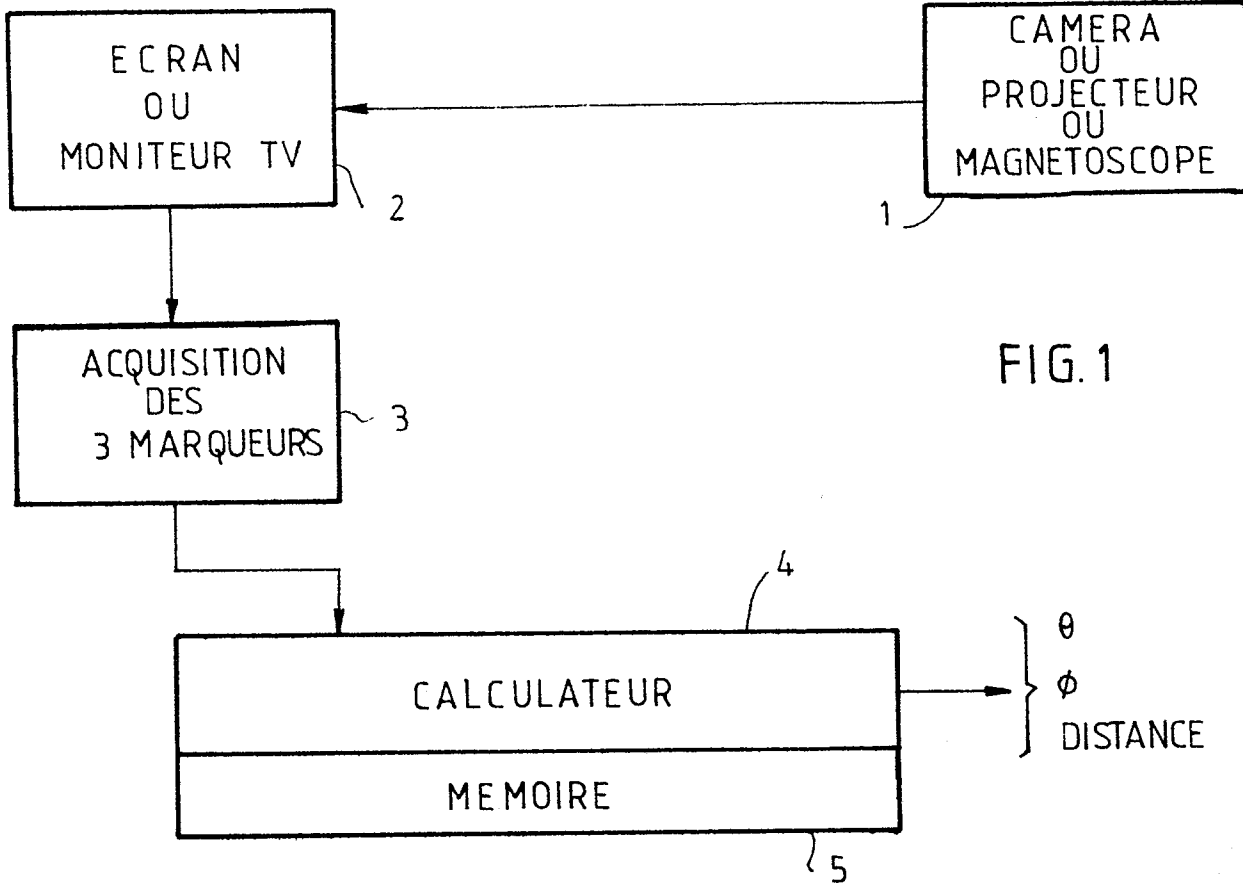 ECRAN
OU
MONITEUR TV
2
CAMERA
OU
PROJECTEUR
OU
MAGNETOSCOPE
1
ACQUISITION
DES
3 MARQUEURS
3
FIG. 1
4
CALCULATEUR
θ
ϕ
DISTANCE
MEMOIRE
5